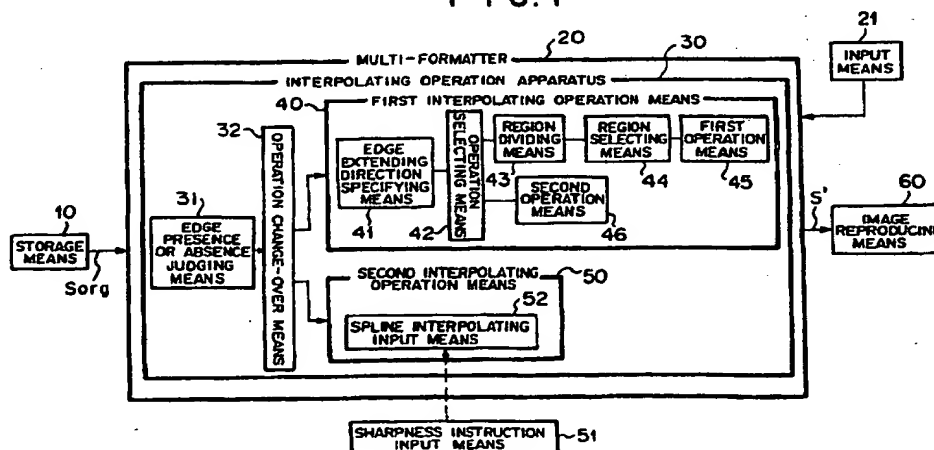 20
21
MULTI-FORMATTER
INPUT
MEANS
30
INTERPOLATING OPERATION APPARATUS
40
FIRST INTERPOLATING OPERATION MEANS
32
OPERATION CHANGE-OVER MEANS
EDGE
EXTENDING
DIRECTION
SPECIFYING
MEANS
41
OPERATION
SELECTING MEANS
42
REGION
DIVIDING
MEANS
43
REGION
SELECTING
MEANS
44
FIRST
OPERATION
MEANS
45
SECOND
OPERATION
MEANS
46
31
EDGE
PRESENCE
OR ABSENCE
JUDGING
MEANS
10
STORAGE
MEANS
Sorg
SECOND INTERPOLATING
OPERATION MEANS
50
52
SPLINE INTERPOLATING
INPUT MEANS
60
S'
IMAGE
REPRODUCING
MEANS
SHARPNESS INSTRUCTION
INPUT MEANS
51